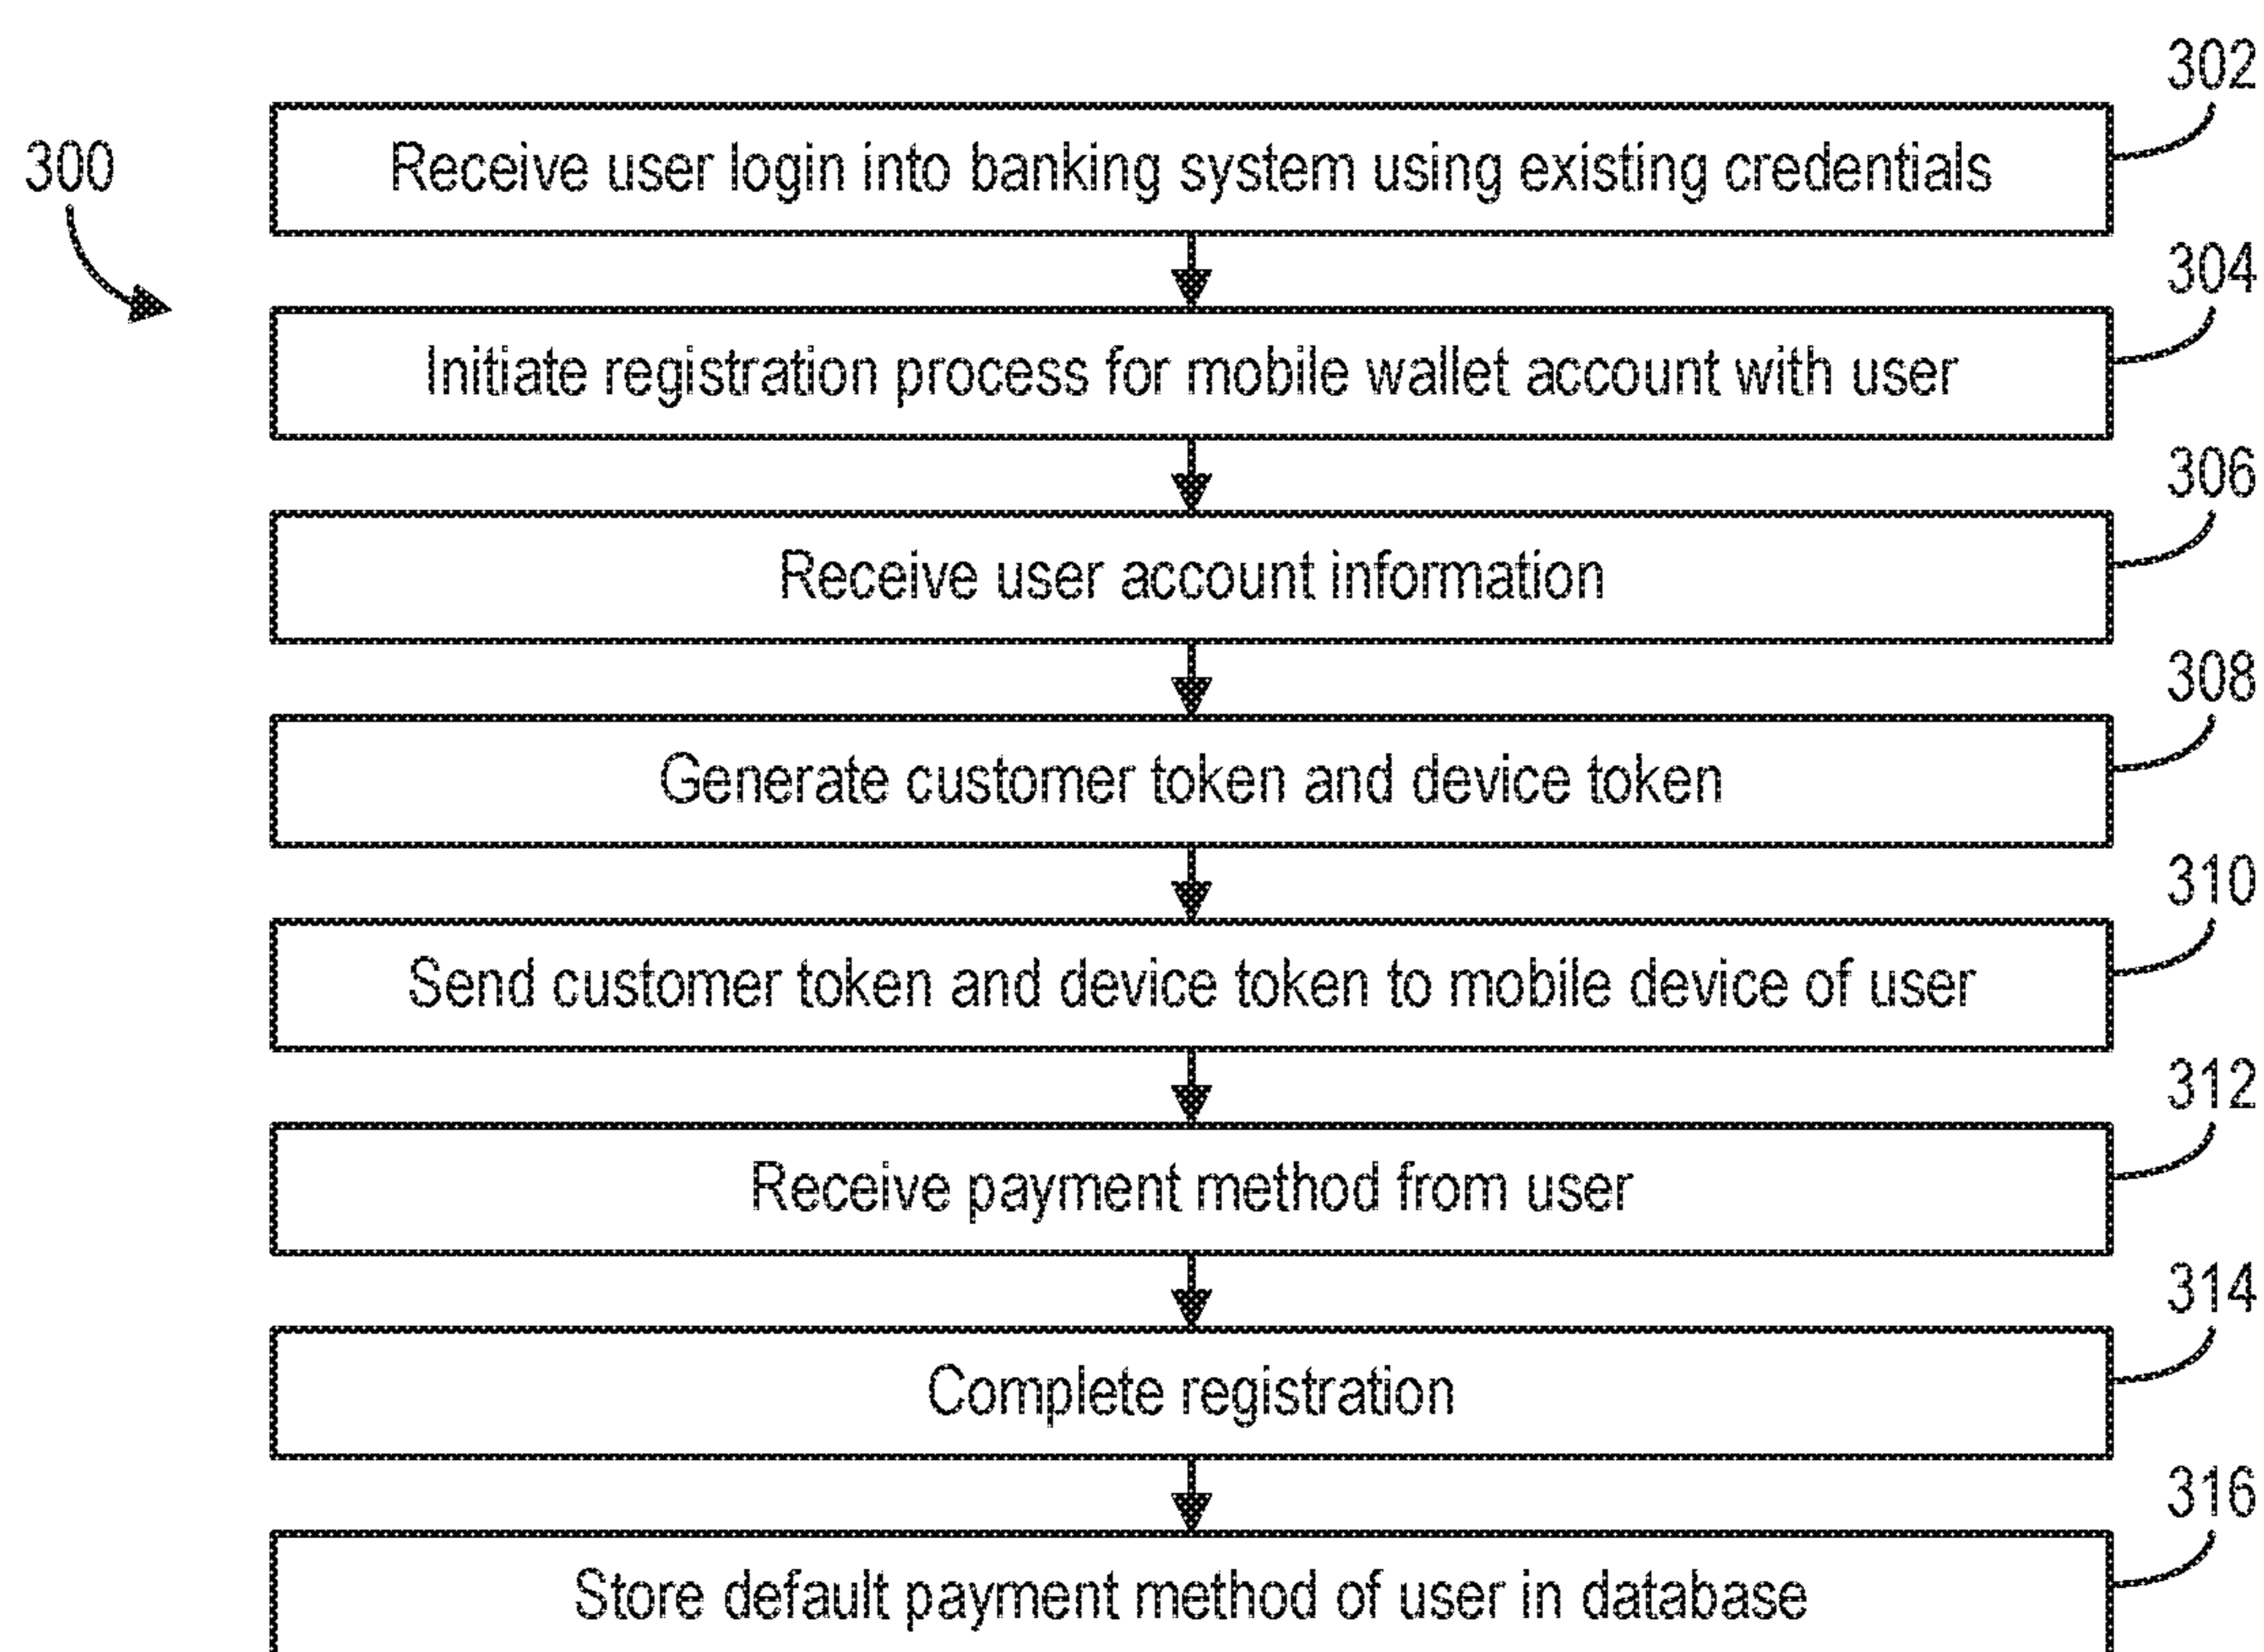 302
300
Receive user login into banking system using existing credentials
304
Initiate registration process for mobile wallet account with user
306
Receive user account information
308
Generate customer token and device token
310
Send customer token and device token to mobile device of user
312
Receive payment method from user
314
Complete registration
316
Store default payment method of user in database